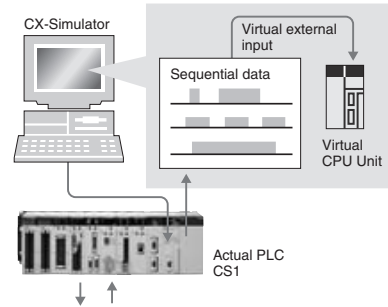 CX-Simulator
Virtual external
input
Sequential data
Virtual
CPU Unit
Actual PLC
CS1